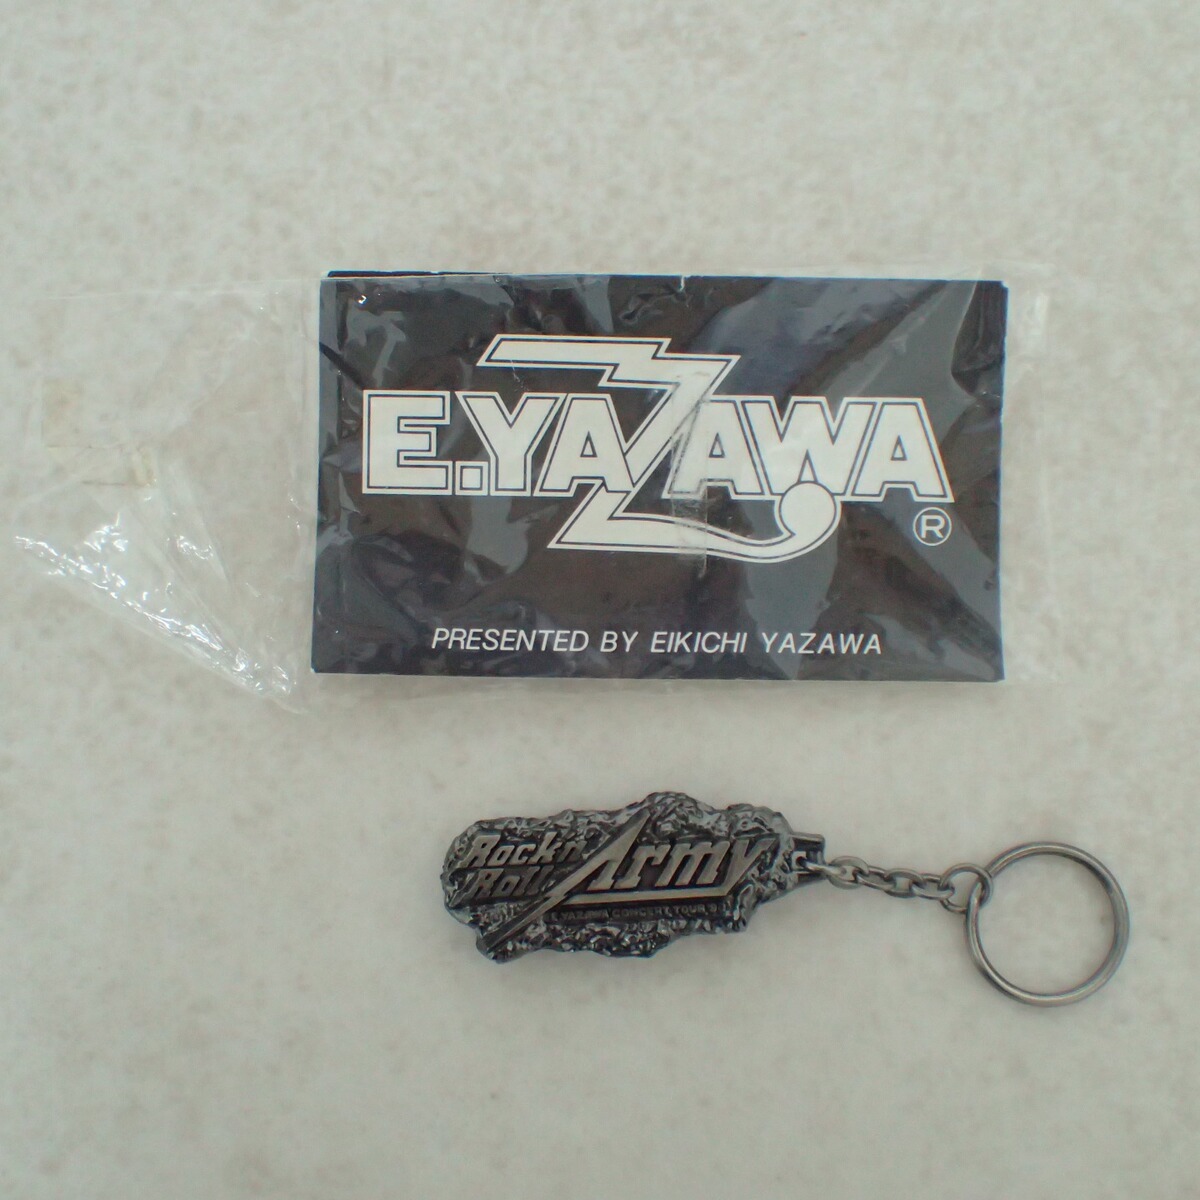 E.YAZAWA
®
PRESENTED BY EIKICHI YAZAWA
Rock'n Army
Roll
E.YAZAWA CONCERT TOUR